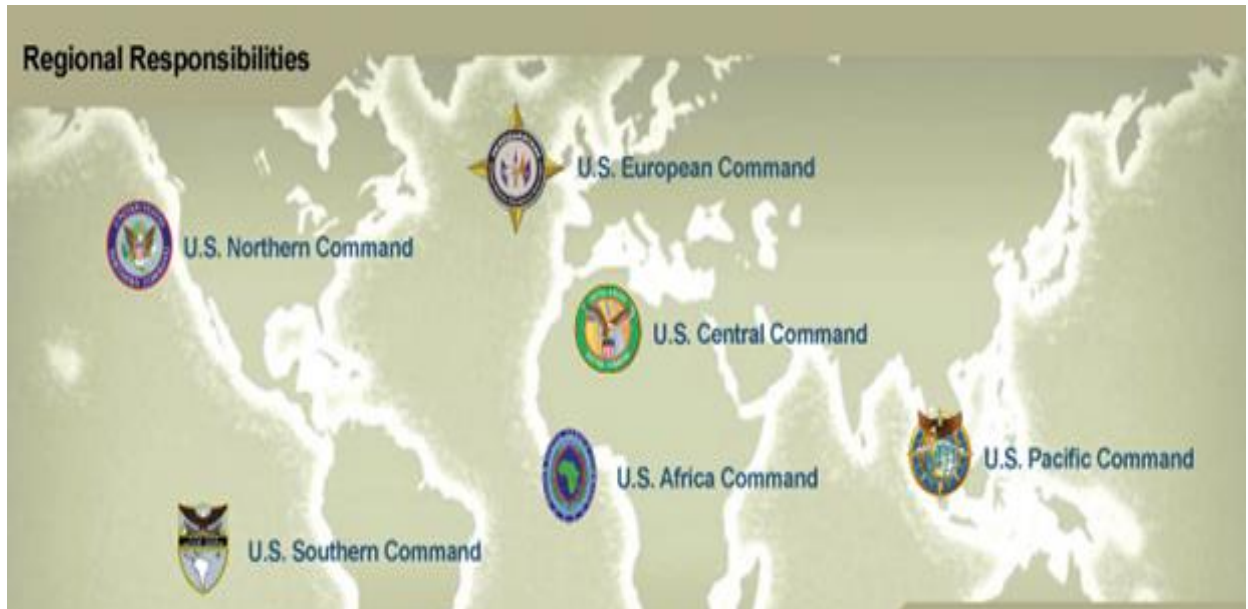 Regional Responsibilities
U.S. European Command
U.S. Northern Command
U.S. Central Command
U.S. Africa Command
U.S. Pacific Command
U.S. Southern Command